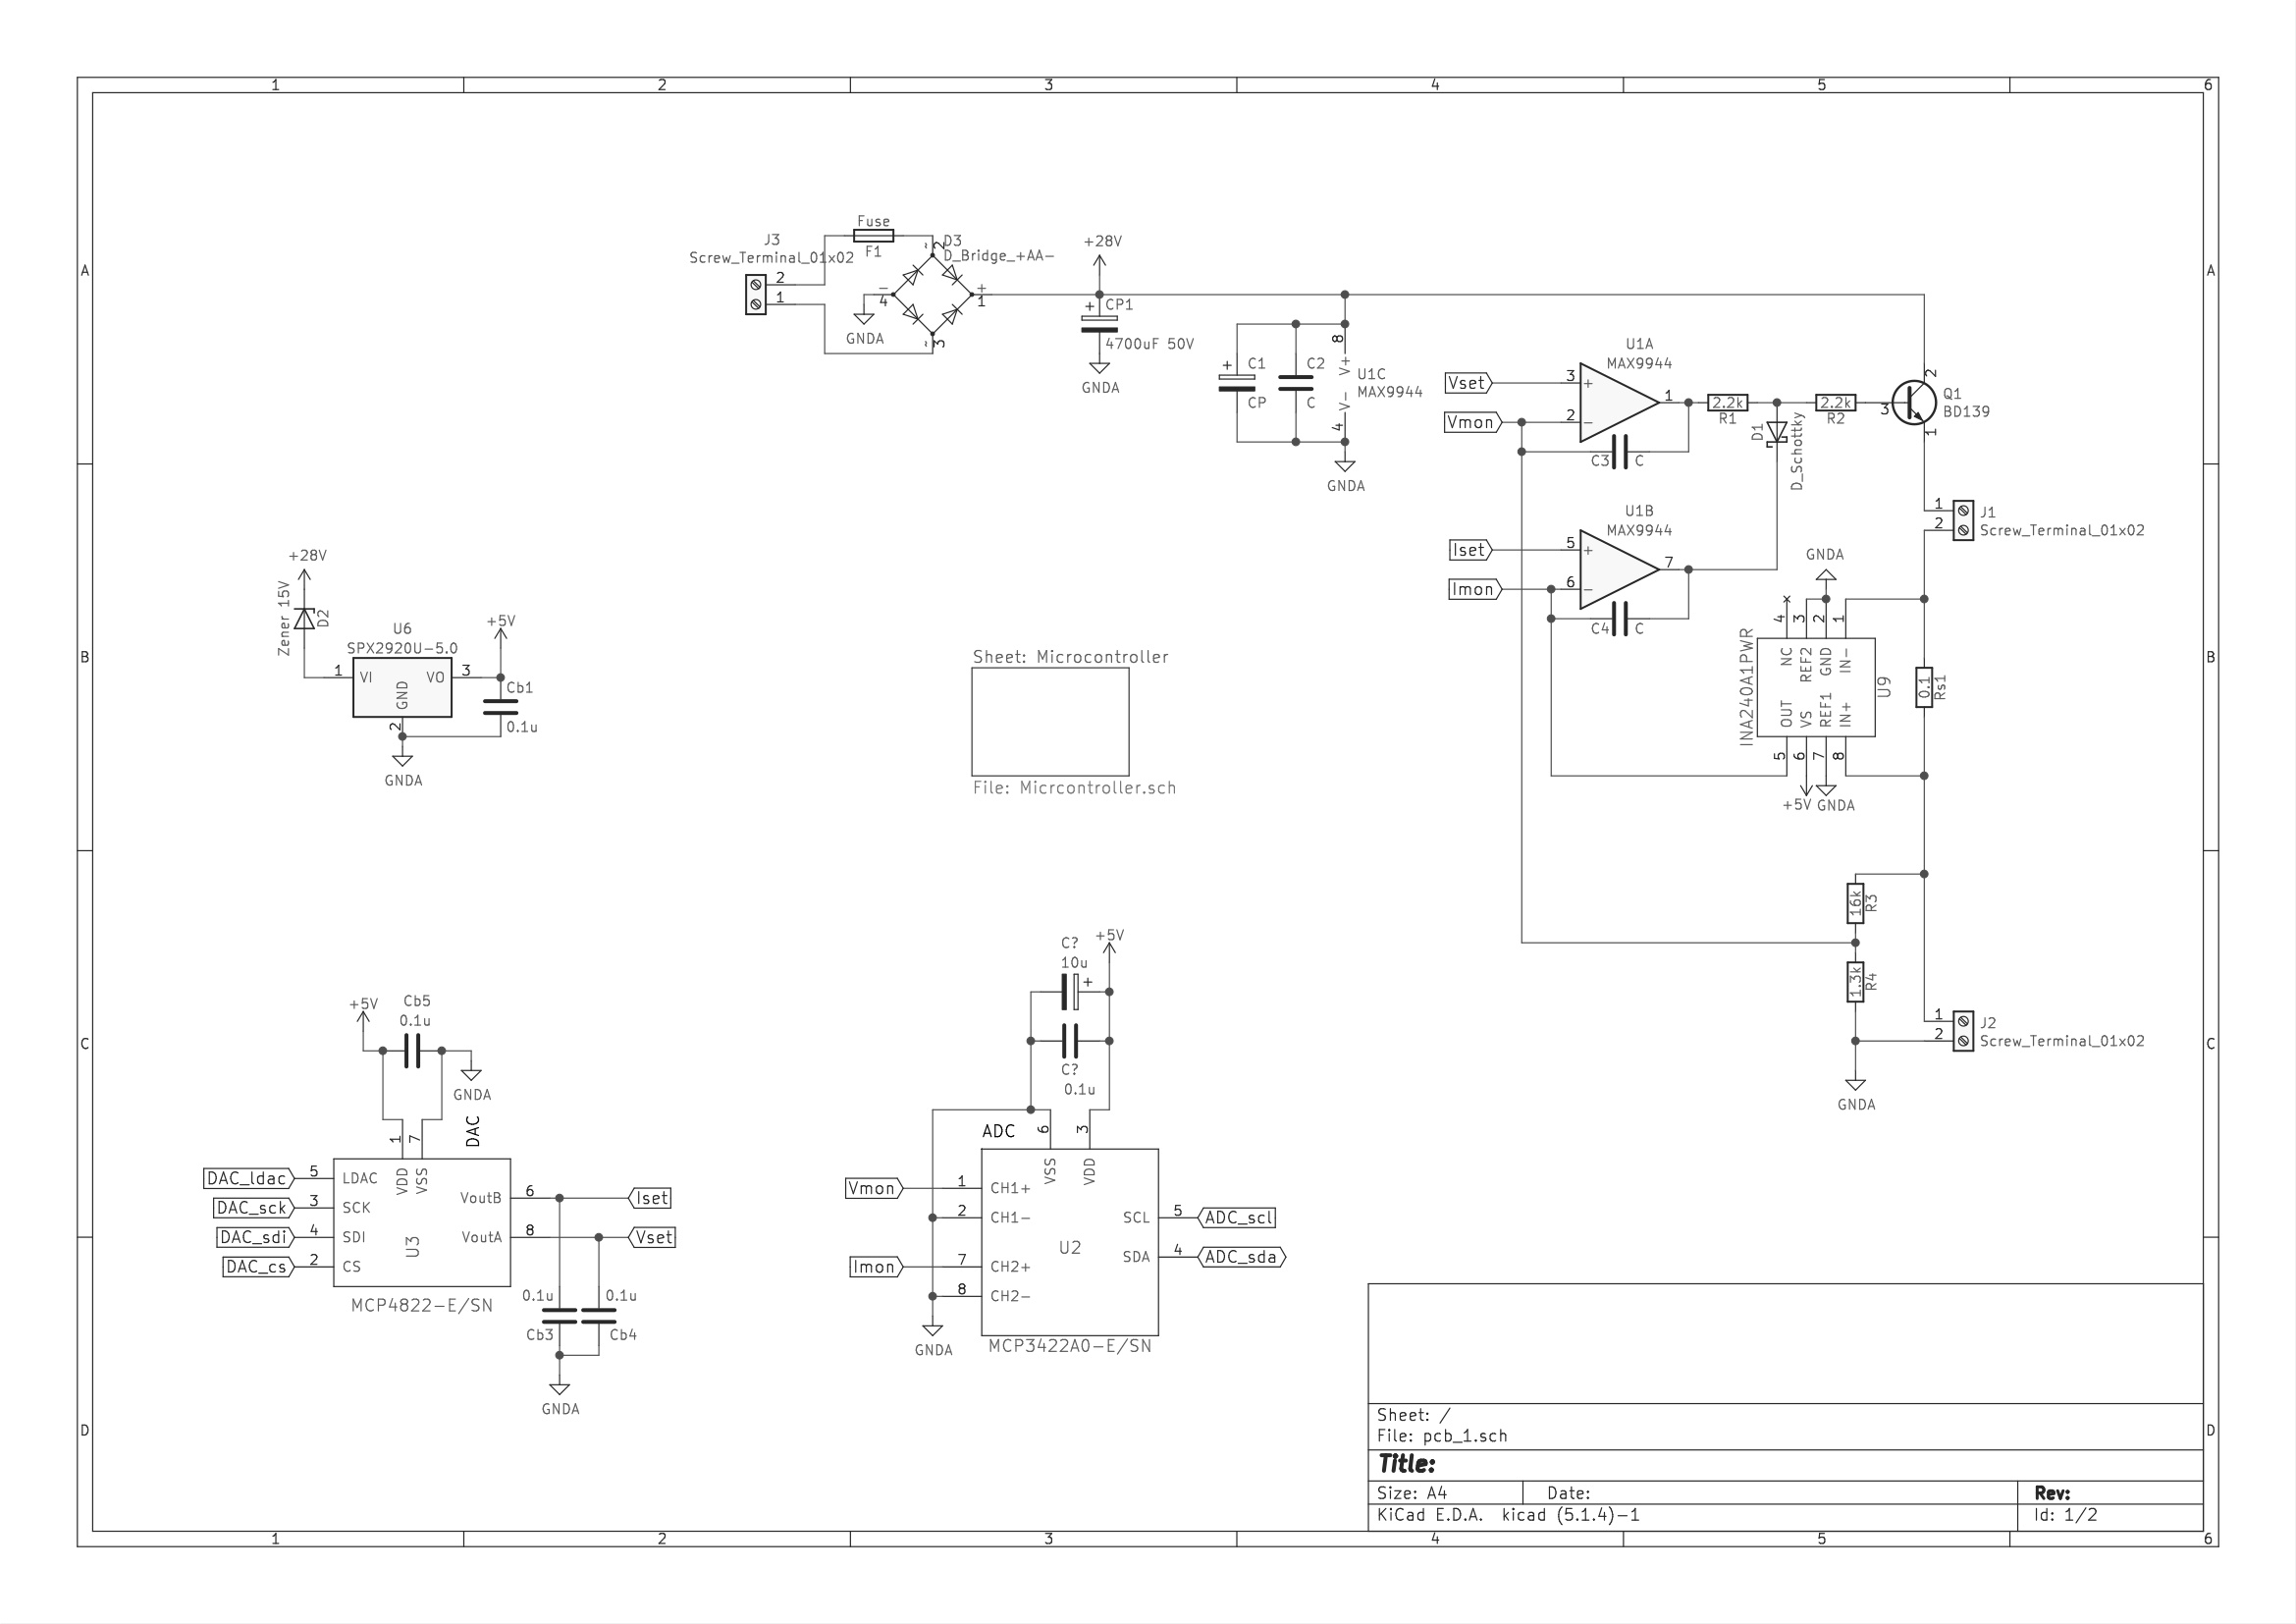 1 2 3 4 5 6
A A
Fuse
F1
J3
Screw_Terminal_01x02
2
1
D3
D_Bridge_+AA-
~ 2
- 4
+ 1
~ 3
GNDA
+28V
+ CP1
4700uF 50V
GNDA
+ C1
CP
C2
C
8
V+
V-
4
U1C
MAX9944
GNDA
U1A
MAX9944
Vset 3 +
Vmon 2 -
1
2.2k
R1
2.2k
R2
C3 C
D1
D_Schottky
2
3
1
Q1
BD139
U1B
MAX9944
Iset 5 +
Imon 6 -
7
C4 C
1
2
J1
Screw_Terminal_01x02
GNDA
4 3 2 1
NC REF2 GND IN-
OUT VS REF1 IN+
5 6 7 8
INA240A1PWR
U9
+5V GNDA
0.1
Rs1
B B
+28V
Zener 15V
D2
U6
SPX2920U-5.0
1 VI
VO 3
GND
2
+5V
Cb1
0.1u
GNDA
Sheet: Microcontroller
File: Micrcontroller.sch
16k
R3
1.3k
R4
1
2
J2
Screw_Terminal_01x02
GNDA
C C
+5V
Cb5
0.1u
GNDA
DAC
1 7
VDD VSS
DAC_ldac 5 LDAC
DAC_sck 3 SCK
DAC_sdi 4 SDI
DAC_cs 2 CS
U3
VoutB 6 Iset
VoutA 8 Vset
MCP4822-E/SN
0.1u
Cb3
0.1u
Cb4
GNDA
C?
10u
+
+5V
C?
0.1u
ADC
6 3
VSS VDD
Vmon 1 CH1+
2 CH1-
Imon 7 CH2+
8 CH2-
U2
SCL 5 ADC_scl
SDA 4 ADC_sda
GNDA
MCP3422A0-E/SN
D D
Sheet: /
File: pcb_1.sch
Title:
Size: A4 Date: Rev:
KiCad E.D.A. kicad (5.1.4)-1 Id: 1/2
1 2 3 4 5 6